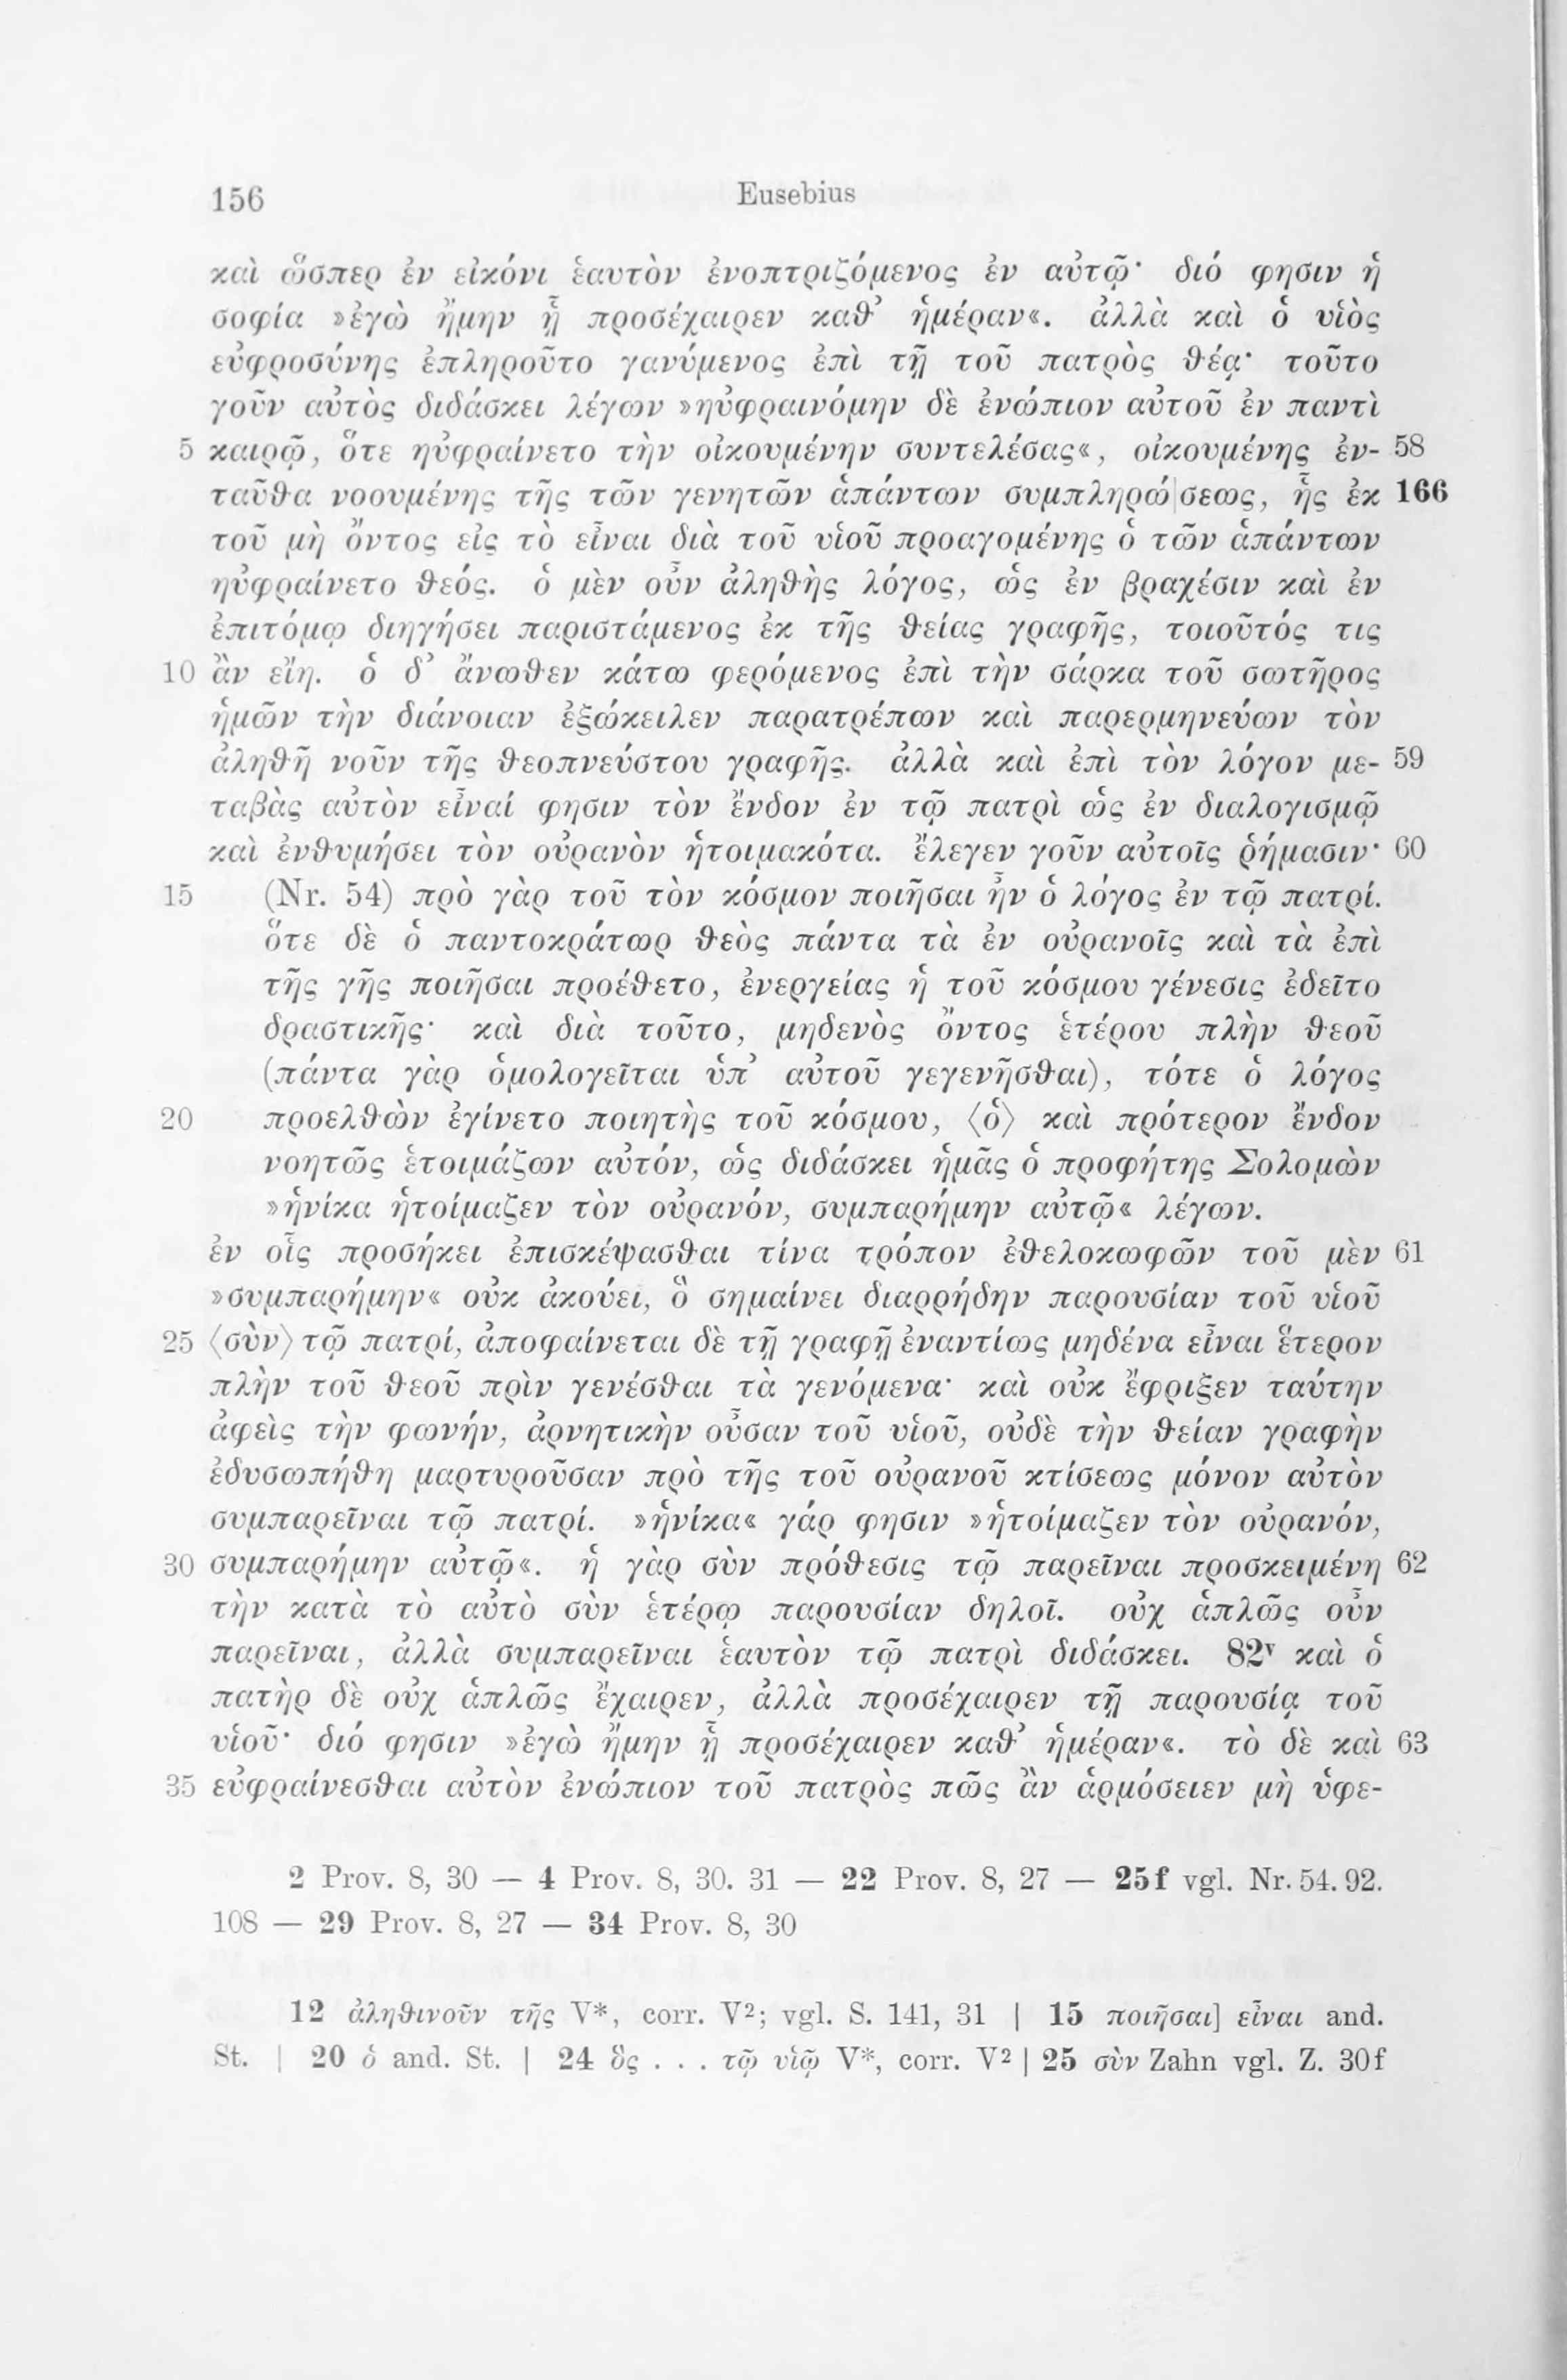 156 Eusebius
καὶ ὥσπερ ἐν εἰκόνι ἑαυτὸν ἐνοπτριζόμενος ἐν αὐτῷ· διό φησιν ἡ
σοφία »ἐγὼ ἤμην ᾗ προσέχαιρεν καθ’ ἡμέραν«. ἀλλὰ καὶ ὁ υἱὸς
εὐφροσύνης ἐπληροῦτο γανύμενος ἐπὶ τῇ τοῦ πατρὸς θέᾳ· τοῦτο
γοῦν αὐτὸς διδάσκει λέγων »ηὐφραινόμην δὲ ἐνώπιον αὐτοῦ ἐν παντὶ
5 καιρῷ, ὅτε ηὐφραίνετο τὴν οἰκουμένην συντελέσας«, οἰκουμένης ἐν- 58
ταῦθα νοουμένης τῆς τῶν γενητῶν ἁπάντων συμπληρώ|σεως, ἧς ἐκ 166
τοῦ μὴ ὄντος εἰς τὸ εἶναι διὰ τοῦ υἱοῦ προαγομένης ὁ τῶν ἁπάντων
ηὐφραίνετο θεός. ὁ μὲν οὖν ἀληθὴς λόγος, ὡς ἐν βραχέσιν καὶ ἐν
ἐπιτόμῳ διηγήσει παριστάμενος ἐκ τῆς θείας γραφῆς, τοιοῦτός τις
10 ἂν εἴη. ὁ δ’ ἄνωθεν κάτω φερόμενος ἐπὶ τὴν σάρκα τοῦ σωτῆρος
ἡμῶν τὴν διάνοιαν ἐξώκειλεν παρατρέπων καὶ παρερμηνεύων τὸν
ἀληθῆ νοῦν τῆς θεοπνεύστου γραφῆς. ἀλλὰ καὶ ἐπὶ τὸν λόγον με- 59
ταβὰς αὐτὸν εἶναί φησιν τὸν ἔνδον ἐν τῷ πατρὶ ὡς ἐν διαλογισμῷ
καὶ ἐνθυμήσει τὸν οὐρανὸν ἡτοιμακότα. ἔλεγεν γοῦν αὐτοῖς ῥήμασιν· 60
15 (Nr. 54) πρὸ γὰρ τοῦ τὸν κόσμον ποιῆσαι ἦν ὁ λόγος ἐν τῷ πατρί.
ὅτε δὲ ὁ παντοκράτωρ θεὸς πάντα τὰ ἐν οὐρανοῖς καὶ τὰ ἐπὶ
τῆς γῆς ποιῆσαι προέθετο, ἐνεργείας ἡ τοῦ κόσμου γένεσις ἐδεῖτο
δραστικῆς· καὶ διὰ τοῦτο, μηδενὸς ὄντος ἑτέρου πλὴν θεοῦ
(πάντα γὰρ ὁμολογεῖται ὑπ’ αὐτοῦ γεγενῆσθαι), τότε ὁ λόγος
20 προελθὼν ἐγίνετο ποιητὴς τοῦ κόσμου, ⟨ὁ⟩ καὶ πρότερον ἔνδον
νοητῶς ἑτοιμάζων αὐτόν, ὡς διδάσκει ἡμᾶς ὁ προφήτης Σολομὼν
»ἡνίκα ἡτοίμαζεν τὸν οὐρανόν, συμπαρήμην αὐτῷ« λέγων.
ἐν οἷς προσήκει ἐπισκέψασθαι τίνα τρόπον ἐθελοκωφῶν τοῦ μὲν 61
»συμπαρήμην« οὐκ ἀκούει, ὃ σημαίνει διαρρήδην παρουσίαν τοῦ υἱοῦ
25 ⟨σὺν⟩ τῷ πατρί, ἀποφαίνεται δὲ τῇ γραφῇ ἐναντίως μηδένα εἶναι ἕτερον
πλὴν τοῦ θεοῦ πρὶν γενέσθαι τὰ γενόμενα· καὶ οὐκ ἔφριξεν ταύτην
ἀφεὶς τὴν φωνήν, ἀρνητικὴν οὖσαν τοῦ υἱοῦ, οὐδὲ τὴν θείαν γραφὴν
ἐδυσωπήθη μαρτυροῦσαν πρὸ τῆς τοῦ οὐρανοῦ κτίσεως μόνον αὐτὸν
συμπαρεῖναι τῷ πατρί. »ἡνίκα« γάρ φησιν »ἡτοίμαζεν τὸν οὐρανόν,
30 συμπαρήμην αὐτῷ«. ἡ γὰρ σὺν πρόθεσις τῷ παρεῖναι προσκειμένη 62
τὴν κατὰ τὸ αὐτὸ σὺν ἑτέρῳ παρουσίαν δηλοῖ. οὐχ ἁπλῶς οὖν
παρεῖναι, ἀλλὰ συμπαρεῖναι ἑαυτὸν τῷ πατρὶ διδάσκει. 82ᵛ καὶ ὁ
πατὴρ δὲ οὐχ ἁπλῶς ἔχαιρεν, ἀλλὰ προσέχαιρεν τῇ παρουσίᾳ τοῦ
υἱοῦ· διό φησιν »ἐγὼ ἤμην ᾗ προσέχαιρεν καθ’ ἡμέραν«. τὸ δὲ καὶ 63
35 εὐφραίνεσθαι αὐτὸν ἐνώπιον τοῦ πατρὸς πῶς ἂν ἁρμόσειεν μὴ ὑφε-
2 Prov. 8, 30 — 4 Prov. 8, 30. 31 — 22 Prov. 8, 27 — 25f vgl. Nr. 54. 92.
108 — 29 Prov. 8, 27 — 34 Prov. 8, 30
12 ἀληθινοῦν τῆς V*, corr. V²; vgl. S. 141, 31 | 15 ποιῆσαι] εἶναι and.
St. | 20 ὁ and. St. | 24 ὃς . . . τῷ υἱῷ V*, corr. V² | 25 σὺν Zahn vgl. Z. 30f